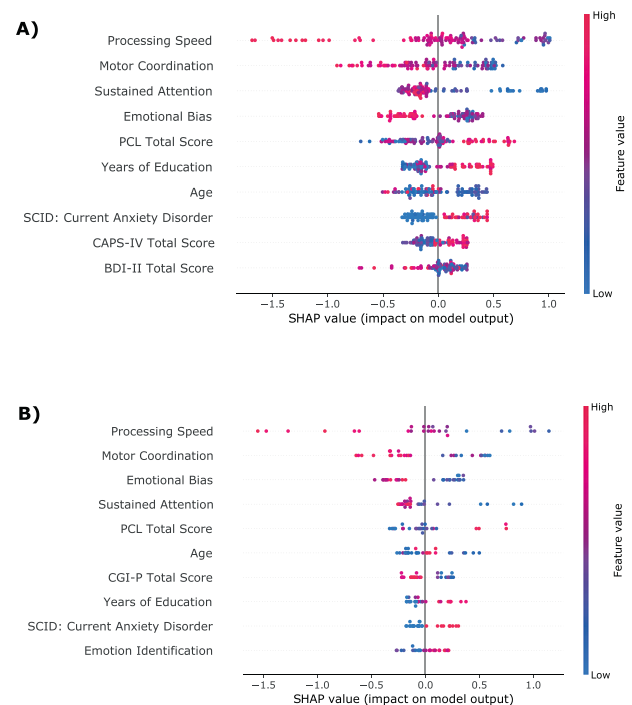 A)
High
Processing Speed
Motor Coordination
Sustained Attention
Emotional Bias
PCL Total Score
Years of Education
Age
SCID: Current Anxiety Disorder
CAPS-IV Total Score
BDI-II Total Score
Feature value
Low
−1.5 −1.0 −0.5 0.0 0.5 1.0
SHAP value (impact on model output)
B)
High
Processing Speed
Motor Coordination
Emotional Bias
Sustained Attention
PCL Total Score
Age
CGI-P Total Score
Years of Education
SCID: Current Anxiety Disorder
Emotion Identification
Feature value
Low
−1.5 −1.0 −0.5 0.0 0.5 1.0
SHAP value (impact on model output)